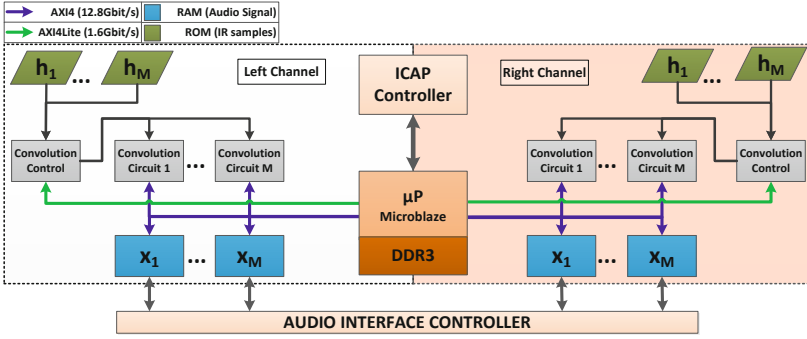 AXI4 (12.8Gbit/s) RAM (Audio Signal)
AXI4Lite (1.6Gbit/s) ROM (IR samples)
h1 ... hM
Left Channel
ICAP
Controller
Right Channel
h1 ... hM
Convolution
Control
Convolution
Circuit 1
...
Convolution
Circuit M
Convolution
Circuit 1
...
Convolution
Circuit M
Convolution
Control
µP
Microblaze
DDR3
x1 ... xM
x1 ... xM
AUDIO INTERFACE CONTROLLER